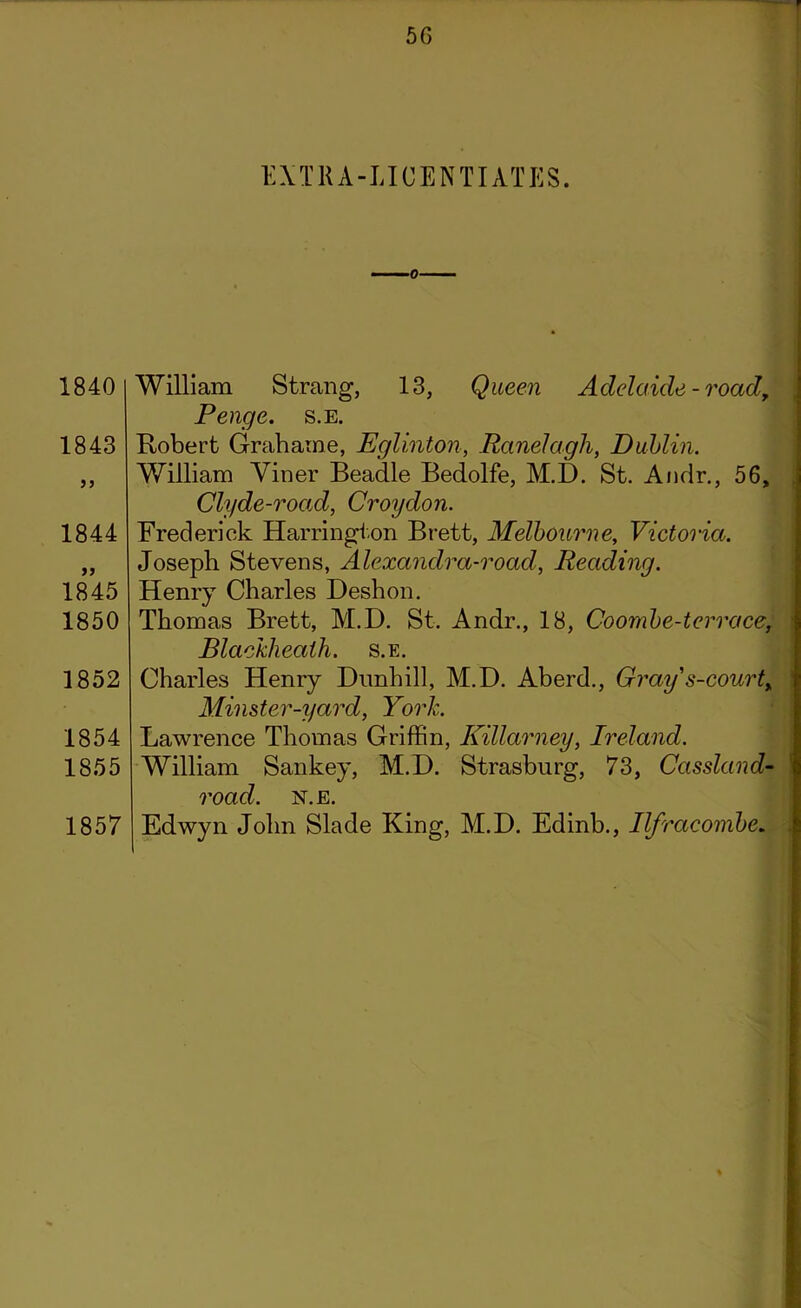 56
EXTRA-LICENTIATES.
1840 William Strang, 13, Queen Adelaide-road,
Penge. S.E.
1843 Robert Grahame, Eglinton, Ranelagh, Dublin.
„ William Viner Beadle Bedolfe, M.D. St. Andr., 56,
Clyde-road, Croydon.
1844 Frederick Harrington Brett, Melbourne, Victoria.
„ Joseph Stevens, Alexandra-road, Reading.
1845 Henry Charles Deshon.
1850 Thomas Brett, M.D. St. Andr., 18, Coombe-terrace,
Blackheath. S.E.
1852 Charles Henry Dunhill, M.D. Aberd., Gray's-court,
Minster-yard, York.
1854 Lawrence Thomas Griffin, Killarney, Ireland.
1855 William Sankey, M.D. Strasburg, 73, Cassland-
road. N.E.
1857 Edwyn John Slade King, M.D. Edinb., Ilfracombe.